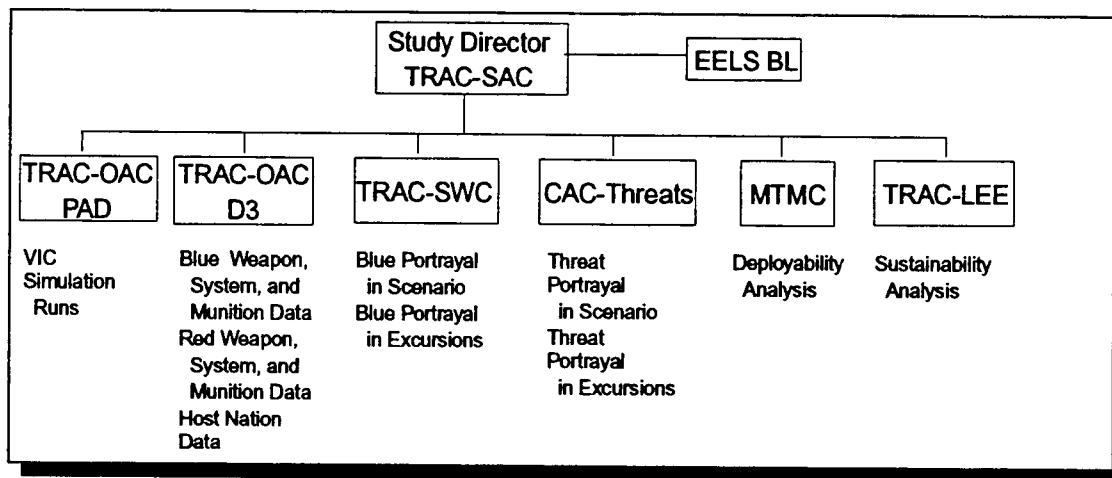 Study Director
TRAC-SAC
EELS BL
TRAC-OAC
PAD
TRAC-OAC
D3
TRAC-SWC
CAC-Threats
MTMC
TRAC-LEE
VIC
Simulation
Runs
Blue Weapon,
System, and
Munition Data
Red Weapon,
System, and
Munition Data
Host Nation
Data
Blue Portrayal
in Scenario
Blue Portrayal
in Excursions
Threat
Portrayal
in Scenario
Threat
Portrayal
in Excursions
Deployability
Analysis
Sustainability
Analysis